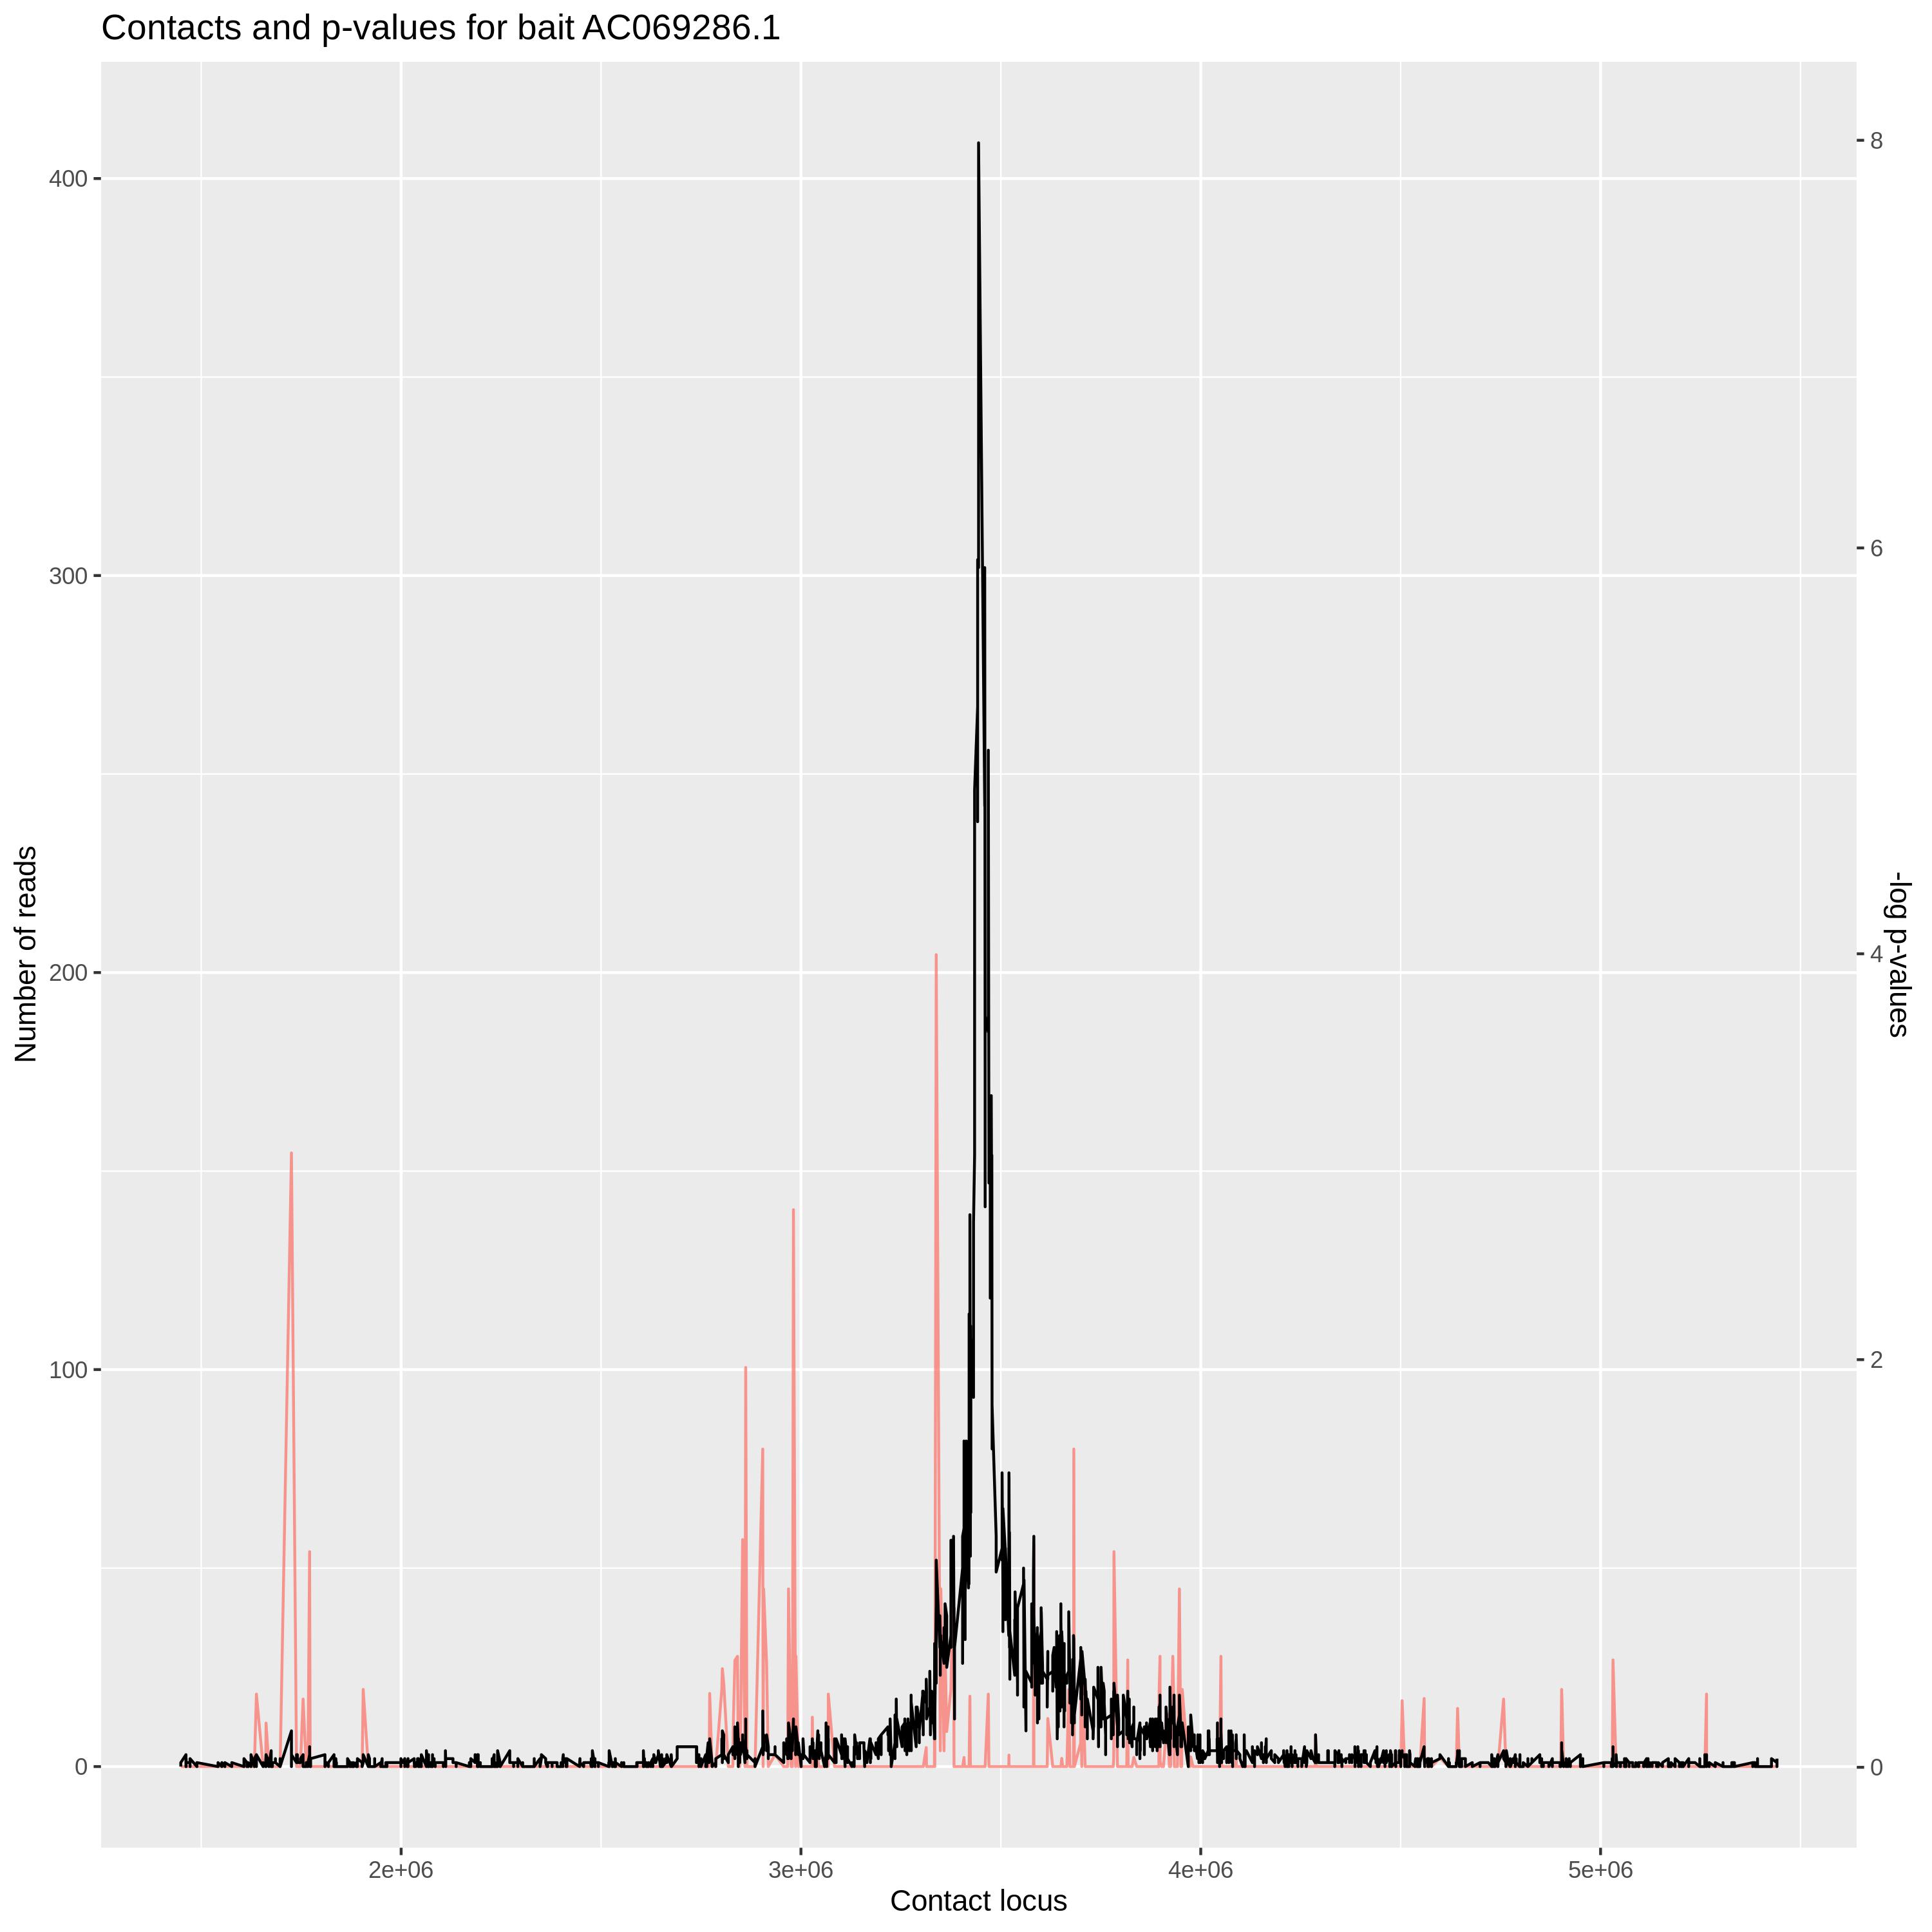 Contacts and p-values for bait AC069286.1
400
300
200
100
0
8
6
4
2
0
Number of reads
-log p-values
2e+06
3e+06
4e+06
5e+06
Contact locus